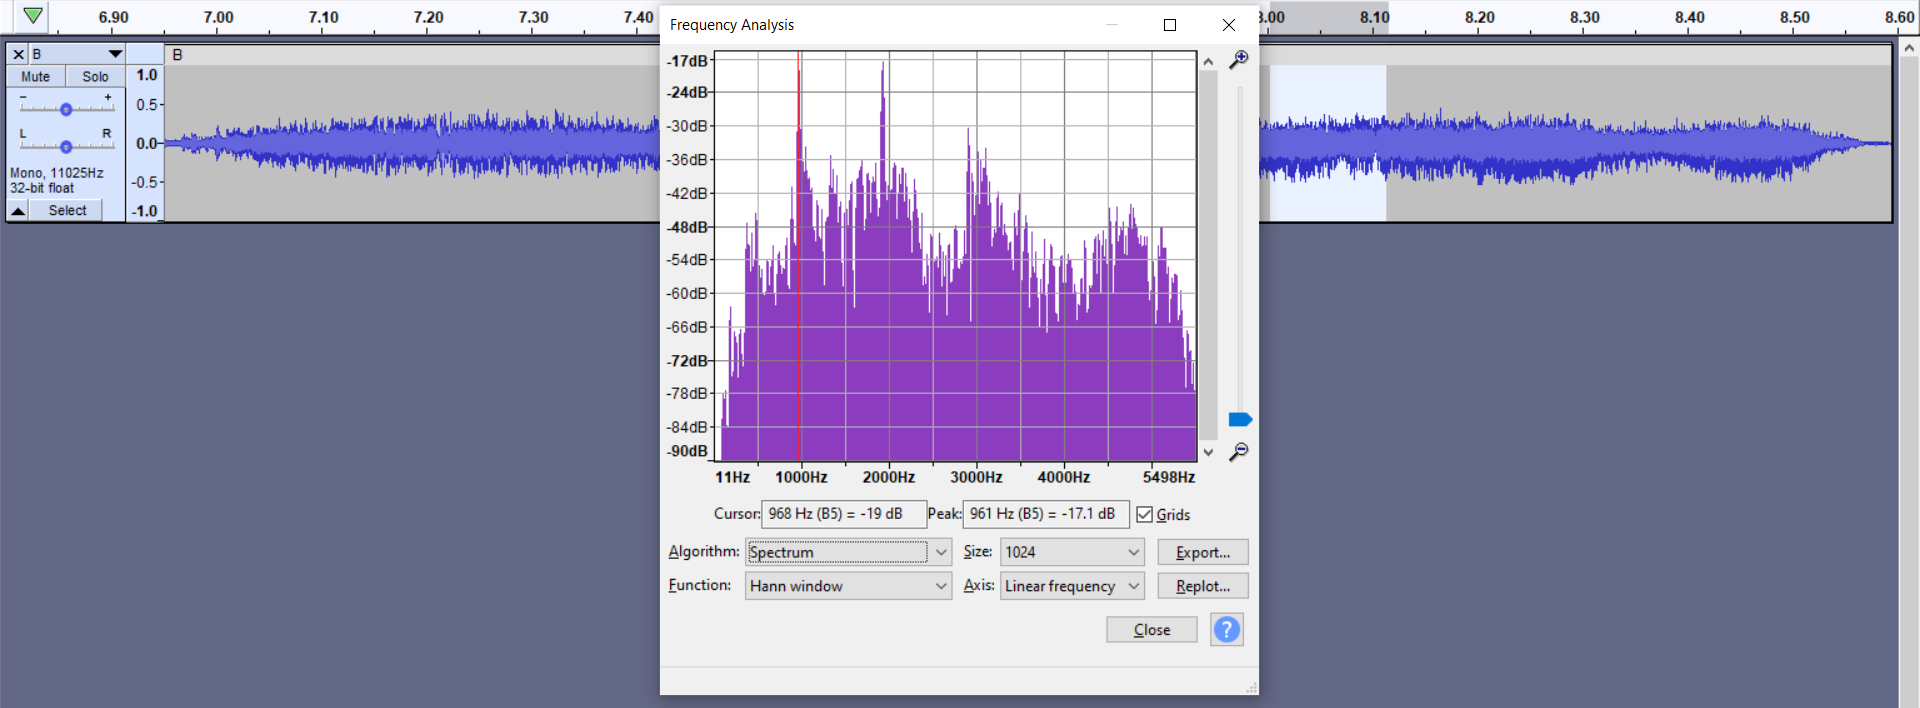 6.90 7.00 7.10 7.20 7.30 7.40 8.00 8.10 8.20 8.30 8.40 8.50 8.60
Frequency Analysis
B
B
Mute Solo
- +
L R
Mono, 11025Hz
32-bit float
Select
1.0
0.5
0.0
-0.5
-1.0
-17dB
-24dB
-30dB
-36dB
-42dB
-48dB
-54dB
-60dB
-66dB
-72dB
-78dB
-84dB
-90dB
11Hz 1000Hz 2000Hz 3000Hz 4000Hz 5498Hz
Cursor: 968 Hz (B5) = -19 dB Peak: 961 Hz (B5) = -17.1 dB Grids
Algorithm: Spectrum Size: 1024 Export...
Function: Hann window Axis: Linear frequency Replot...
Close ?